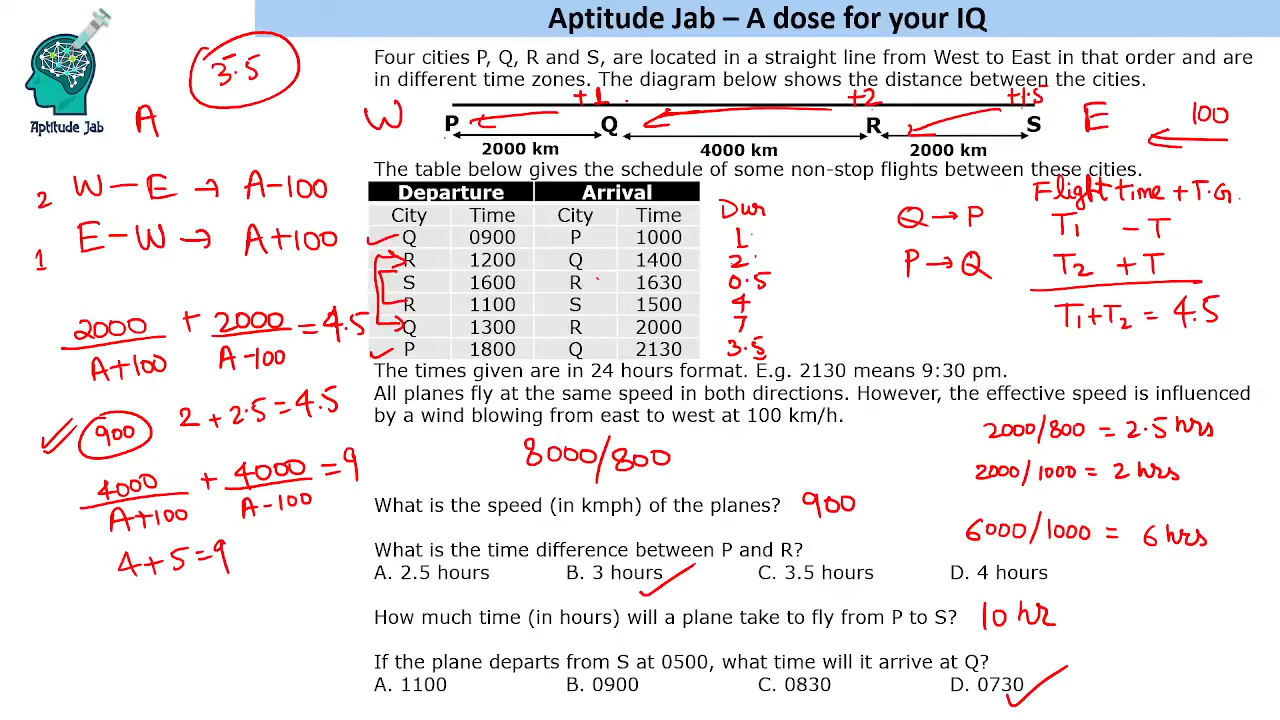 Aptitude Jab – A dose for your IQ
Aptitude Jab
3.5
Four cities P, Q, R and S, are located in a straight line from West to East in that order and are
in different time zones. The diagram below shows the distance between the cities.
A
W
+1
+2
+1.5
P
Q
R
S
E
100
2000 km
4000 km
2000 km
The table below gives the schedule of some non-stop flights between these cities.
2 W – E → A-100
1 E – W → A+100
Departure Arrival
City Time City Time Dur
Q 0900 P 1000 1
R 1200 Q 1400 2
S 1600 R 1630 0.5
R 1100 S 1500 4
Q 1300 R 2000 7
P 1800 Q 2130 3.5
Flight time + T.G.
Q → P T1 - T
P → Q T2 + T
T1+T2 = 4.5
2000/A+100 + 2000/A-100 = 4.5
2 + 2.5 = 4.5
900
4000/A+100 + 4000/A-100 = 9
4+5=9
The times given are in 24 hours format. E.g. 2130 means 9:30 pm.
All planes fly at the same speed in both directions. However, the effective speed is influenced
by a wind blowing from east to west at 100 km/h.
8000/800
2000/800 = 2.5 hrs
2000/1000 = 2 hrs
6000/1000 = 6 hrs
What is the speed (in kmph) of the planes? 900
What is the time difference between P and R?
A. 2.5 hours B. 3 hours C. 3.5 hours D. 4 hours
How much time (in hours) will a plane take to fly from P to S? 10 hr
If the plane departs from S at 0500, what time will it arrive at Q?
A. 1100 B. 0900 C. 0830 D. 0730